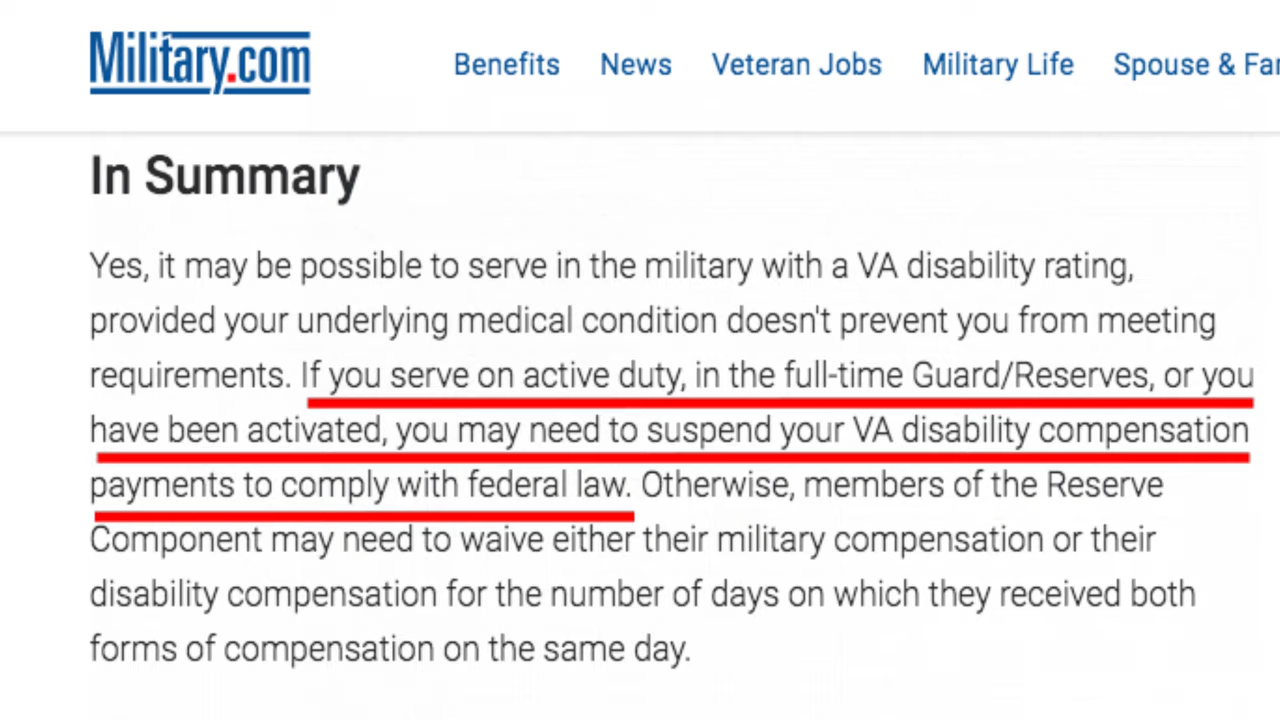 Military.com
Benefits News Veteran Jobs Military Life Spouse &
In Summary
Yes, it may be possible to serve in the military with a VA disability rating,
provided your underlying medical condition doesn't prevent you from meeting
requirements. If you serve on active duty, in the full-time Guard/Reserves, or you
have been activated, you may need to suspend your VA disability compensation
payments to comply with federal law. Otherwise, members of the Reserve
Component may need to waive either their military compensation or their
disability compensation for the number of days on which they received both
forms of compensation on the same day.